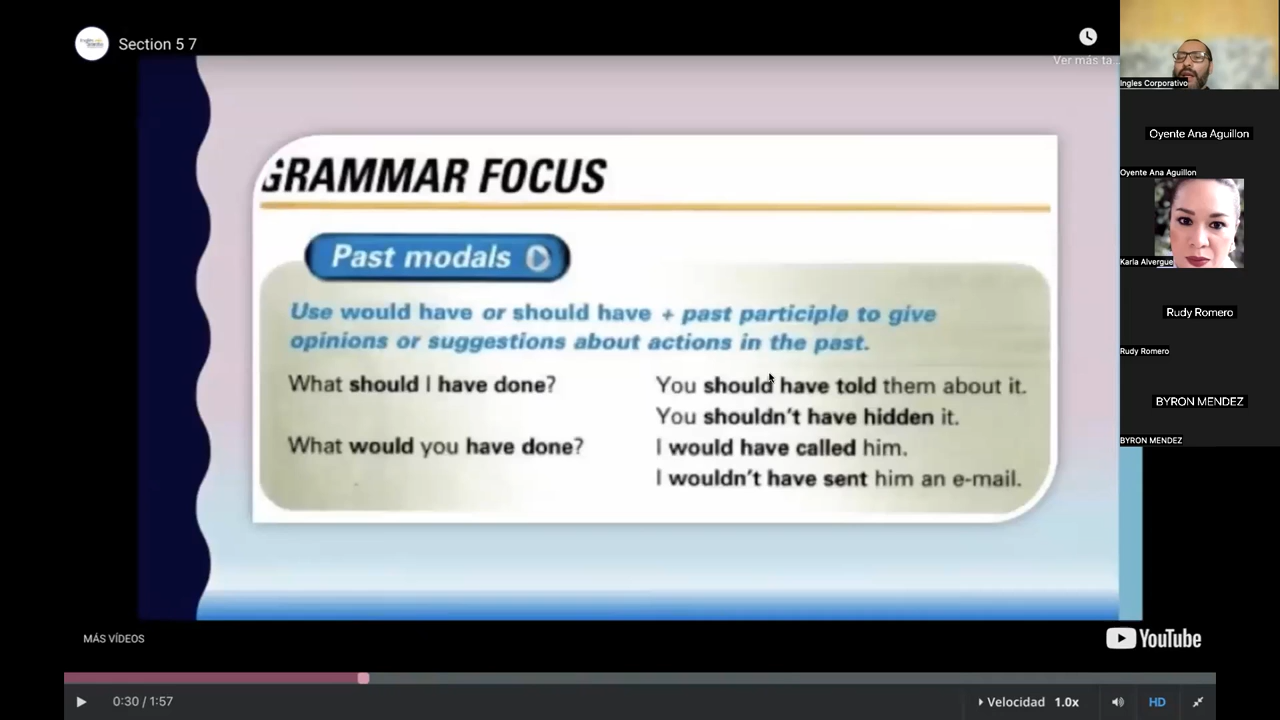 Section 5 7
Ver más ta...
GRAMMAR FOCUS
Past modals
Use would have or should have + past participle to give
opinions or suggestions about actions in the past.
What should I have done?
You should have told them about it.
You shouldn't have hidden it.
What would you have done?
I would have called him.
I wouldn't have sent him an e-mail.
MÁS VÍDEOS
YouTube
0:30 / 1:57
Velocidad 1.0x
HD
Ingles Corporativo
Oyente Ana Aguillon
Oyente Ana Aguillon
Karla Alvergue
Rudy Romero
Rudy Romero
BYRON MENDEZ
BYRON MENDEZ